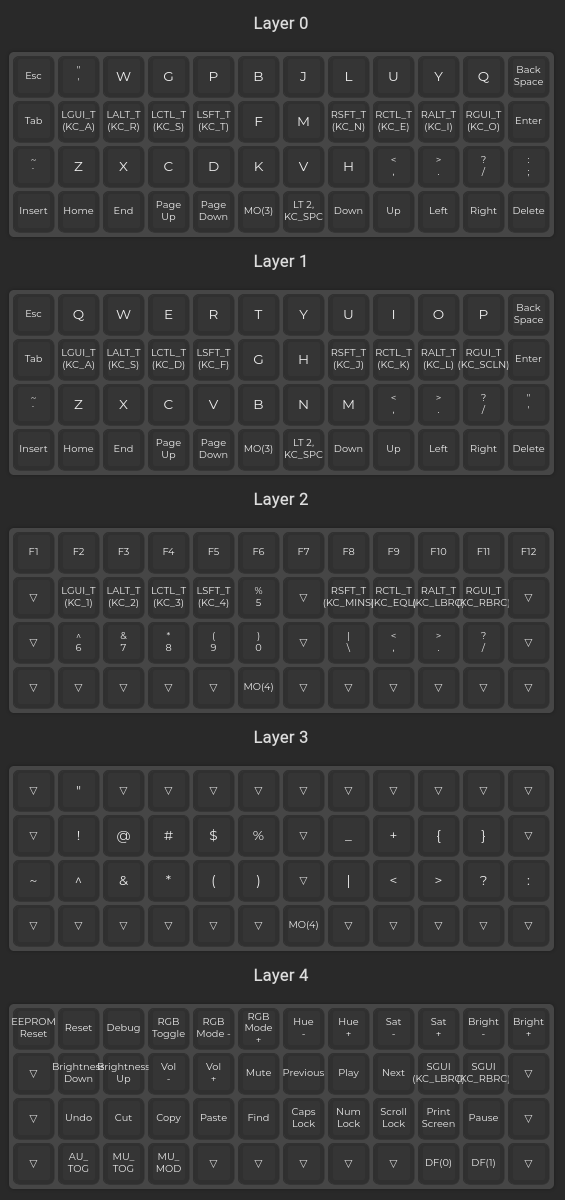 Layer 0
Esc " ' W G P B J L U Y Q Back Space
Tab LGUI_T (KC_A) LALT_T (KC_R) LCTL_T (KC_S) LSFT_T (KC_T) F M RSFT_T (KC_N) RCTL_T (KC_E) RALT_T (KC_I) RGUI_T (KC_O) Enter
~ ` Z X C D K V H < , > . ? / : ;
Insert Home End Page Up Page Down MO(3) LT 2, KC_SPC Down Up Left Right Delete
Layer 1
Esc Q W E R T Y U I O P Back Space
Tab LGUI_T (KC_A) LALT_T (KC_S) LCTL_T (KC_D) LSFT_T (KC_F) G H RSFT_T (KC_J) RCTL_T (KC_K) RALT_T (KC_L) RGUI_T (KC_SCLN) Enter
~ ` Z X C V B N M < , > . ? / " '
Insert Home End Page Up Page Down MO(3) LT 2, KC_SPC Down Up Left Right Delete
Layer 2
F1 F2 F3 F4 F5 F6 F7 F8 F9 F10 F11 F12
▽ LGUI_T (KC_1) LALT_T (KC_2) LCTL_T (KC_3) LSFT_T (KC_4) % 5 ▽ RSFT_T (KC_MINS) RCTL_T (KC_EQL) RALT_T (KC_LBRC) RGUI_T (KC_RBRC) ▽
▽ ^ 6 & 7 * 8 ( 9 ) 0 ▽ | \ < , > . ? / ▽
▽ ▽ ▽ ▽ ▽ MO(4) ▽ ▽ ▽ ▽ ▽ ▽
Layer 3
▽ " ▽ ▽ ▽ ▽ ▽ ▽ ▽ ▽ ▽ ▽
▽ ! @ # $ % ▽ _ + { } ▽
~ ^ & * ( ) ▽ | < > ? :
▽ ▽ ▽ ▽ ▽ ▽ MO(4) ▽ ▽ ▽ ▽ ▽
Layer 4
EEPROM Reset Reset Debug RGB Toggle RGB Mode - RGB Mode + Hue - Hue + Sat - Sat + Bright - Bright +
▽ Brightness Down Brightness Up Vol - Vol + Mute Previous Play Next SGUI (KC_LBRC) SGUI (KC_RBRC) ▽
▽ Undo Cut Copy Paste Find Caps Lock Num Lock Scroll Lock Print Screen Pause ▽
▽ AU_ TOG MU_ TOG MU_ MOD ▽ ▽ ▽ ▽ ▽ DF(0) DF(1) ▽